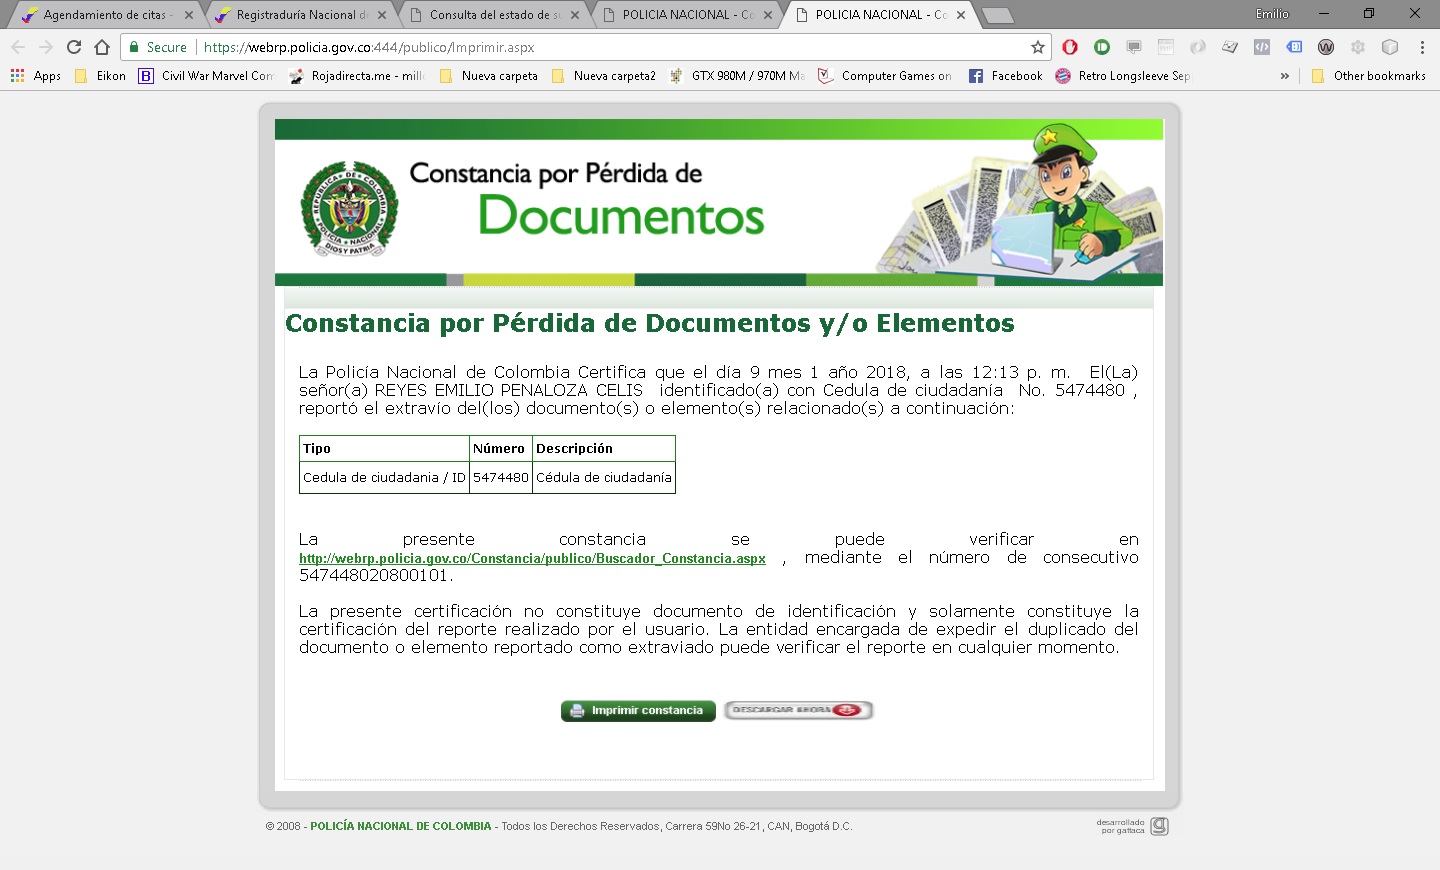 Agendamiento de citas -
Registraduría Nacional d
Consulta del estado de su
POLICIA NACIONAL - Co
POLICIA NACIONAL - Co
Emilio
Secure
https://webrp.policia.gov.co:444/publico/Imprimir.aspx
Apps
Eikon
B
Civil War Marvel Com
Rojadirecta.me - mill
Nueva carpeta
Nueva carpeta2
GTX 980M / 970M Ma
Computer Games on
Facebook
Retro Longsleeve Sep
»
Other bookmarks
REPUBLICA DE COLOMBIA
POLICIA NACIONAL
DIOS Y PATRIA
Constancia por Pérdida de
Documentos
Constancia por Pérdida de Documentos y/o Elementos
La Policía Nacional de Colombia Certifica que el día 9 mes 1 año 2018, a las 12:13 p. m. El(La)
señor(a) REYES EMILIO PENALOZA CELIS identificado(a) con Cedula de ciudadanía No. 5474480 ,
reportó el extravío del(los) documento(s) o elemento(s) relacionado(s) a continuación:
Tipo Número Descripción
Cedula de ciudadania / ID 5474480 Cédula de ciudadanía
La presente constancia se puede verificar en
http://webrp.policia.gov.co/Constancia/publico/Buscador_Constancia.aspx , mediante el número de consecutivo
547448020800101.
La presente certificación no constituye documento de identificación y solamente constituye la
certificación del reporte realizado por el usuario. La entidad encargada de expedir el duplicado del
documento o elemento reportado como extraviado puede verificar el reporte en cualquier momento.
Imprimir constancia
DESCARGAR AHORA
© 2008 - POLICÍA NACIONAL DE COLOMBIA - Todos los Derechos Reservados, Carrera 59No 26-21, CAN, Bogotá D.C.
desarrollado
por gattaca